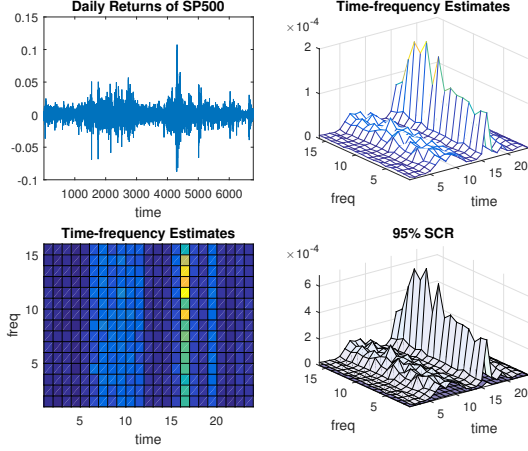 Daily Returns of SP500
0.15
0.1
0.05
0
-0.05
-0.1
1000 2000 3000 4000 5000 6000
time
Time-frequency Estimates
×10⁻⁴
2
1
0
15
10
5
freq
5
10
15
20
time
Time-frequency Estimates
15
10
5
freq
5 10 15 20
time
95% SCR
×10⁻⁴
6
4
2
0
15
10
5
freq
5
10
15
20
time